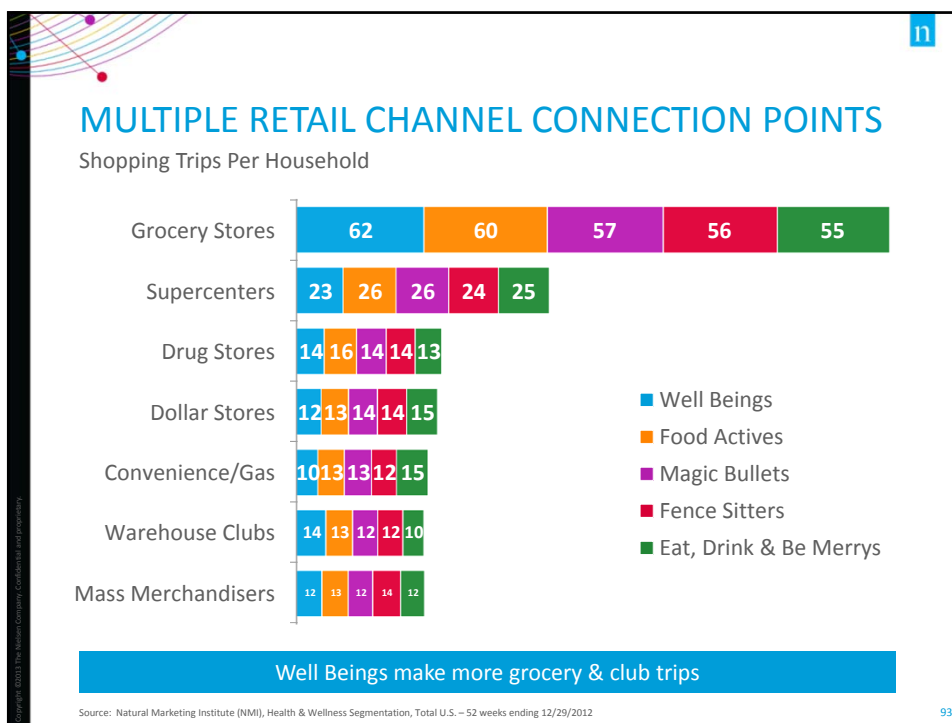 n
MULTIPLE RETAIL CHANNEL CONNECTION POINTS
Shopping Trips Per Household
Grocery Stores 62 60 57 56 55
Supercenters 23 26 26 24 25
Drug Stores 14 16 14 14 13
Dollar Stores 12 13 14 14 15
Convenience/Gas 10 13 13 12 15
Warehouse Clubs 14 13 12 12 10
Mass Merchandisers 12 13 12 14 12
Well Beings
Food Actives
Magic Bullets
Fence Sitters
Eat, Drink & Be Merrys
Well Beings make more grocery & club trips
Source: Natural Marketing Institute (NMI), Health & Wellness Segmentation, Total U.S. – 52 weeks ending 12/29/2012
93
Copyright ©2013 The Nielsen Company. Confidential and proprietary.